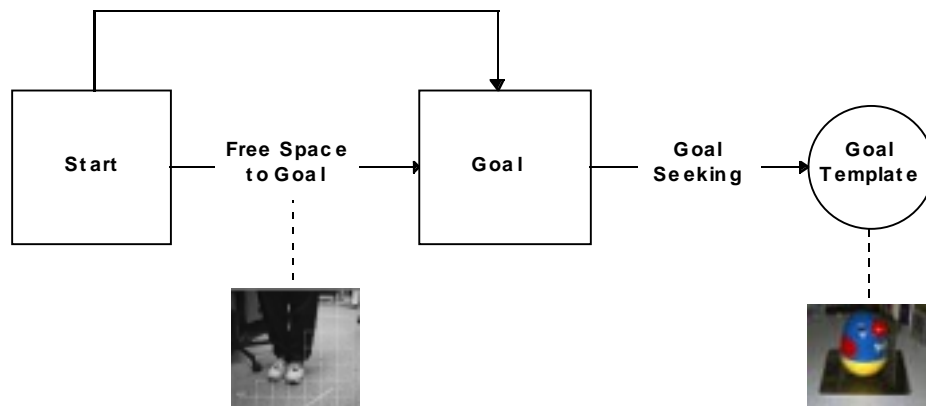 Start
Free Space
to Goal
Goal
Goal
Seeking
Goal
Template